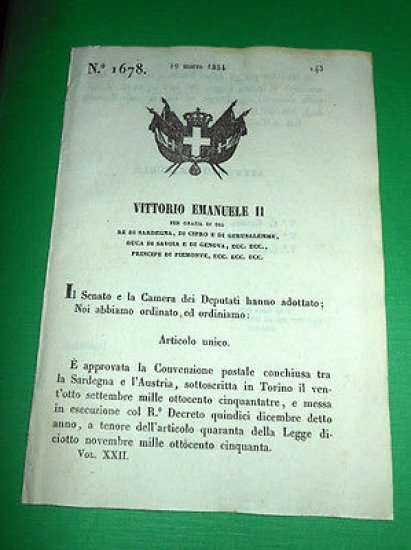 N.º 1678.
19 marzo 1854
145
VITTORIO EMANUELE II
PER GRAZIA DI DIO
RE DI SARDEGNA, DI CIPRO E DI GERUSALEMME,
DUCA DI SAVOIA E DI GENOVA, ECC. ECC.,
PRINCIPE DI PIEMONTE, ECC. ECC. ECC.
Il Senato e la Camera dei Deputati hanno adottato;
Noi abbiamo ordinato, ed ordiniamo:
Articolo unico.
È approvata la Convenzione postale conchiusa tra
la Sardegna e l'Austria, sottoscritta in Torino il ven-
t'otto settembre mille ottocento cinquantatre, e messa
in esecuzione col R.º Decreto quindici dicembre detto
anno, a tenore dell'articolo quaranta della Legge di-
ciotto novembre mille ottocento cinquanta.
Vol. XXII.